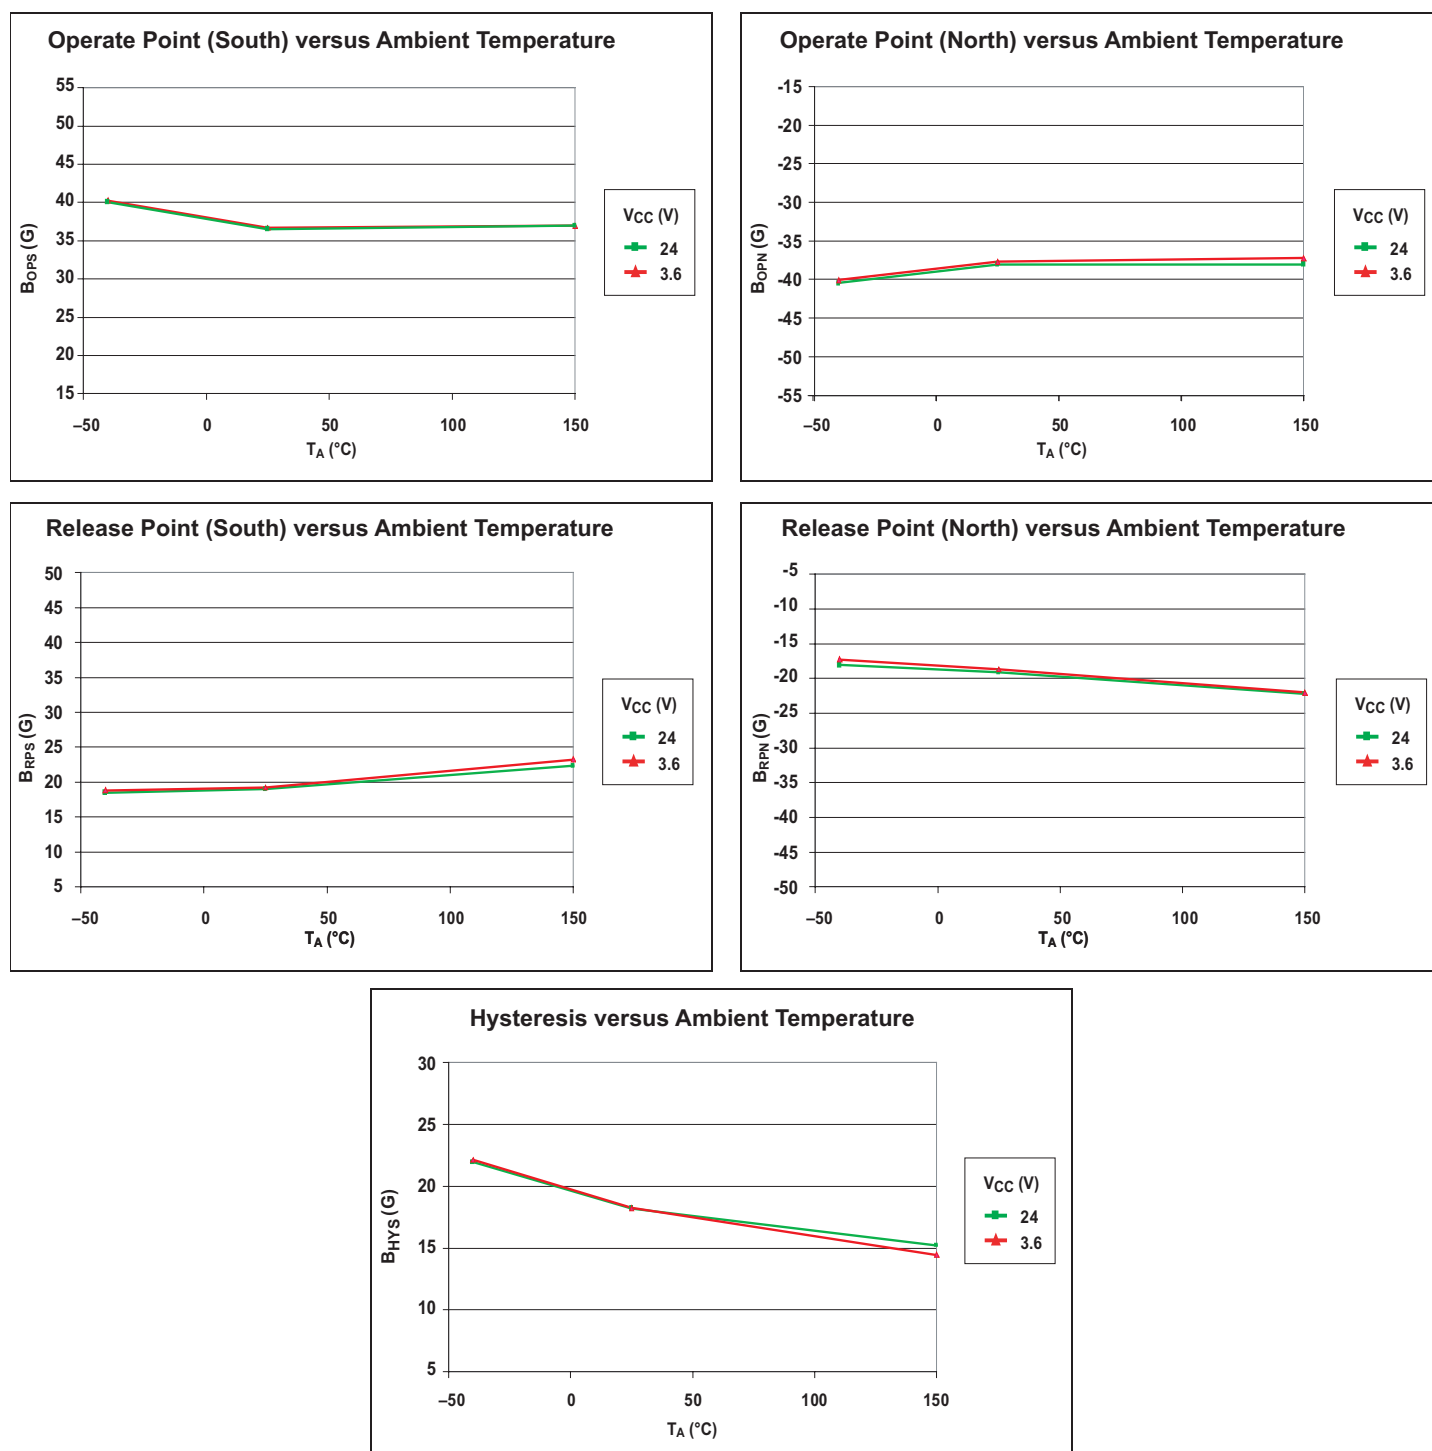 Operate Point (South) versus Ambient Temperature
55
50
45
40
35
30
25
20
15
BOPS (G)
–50 0 50 100 150
TA (°C)
VCC (V)
24
3.6
Operate Point (North) versus Ambient Temperature
-15
-20
-25
-30
-35
-40
-45
-50
-55
BOPN (G)
–50 0 50 100 150
TA (°C)
VCC (V)
24
3.6
Release Point (South) versus Ambient Temperature
50
45
40
35
30
25
20
15
10
5
BRPS (G)
–50 0 50 100 150
TA (°C)
VCC (V)
24
3.6
Release Point (North) versus Ambient Temperature
-5
-10
-15
-20
-25
-30
-35
-40
-45
-50
BRPN (G)
–50 0 50 100 150
TA (°C)
VCC (V)
24
3.6
Hysteresis versus Ambient Temperature
30
25
20
15
10
5
BHYS (G)
–50 0 50 100 150
TA (°C)
VCC (V)
24
3.6